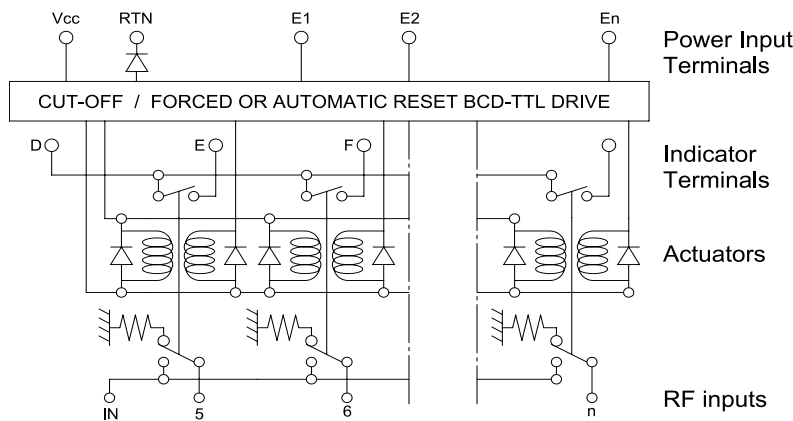 Vcc RTN E1 E2 En
Power Input
Terminals
CUT-OFF / FORCED OR AUTOMATIC RESET BCD-TTL DRIVE
D E F
Indicator
Terminals
Actuators
IN 5 6 n
RF inputs